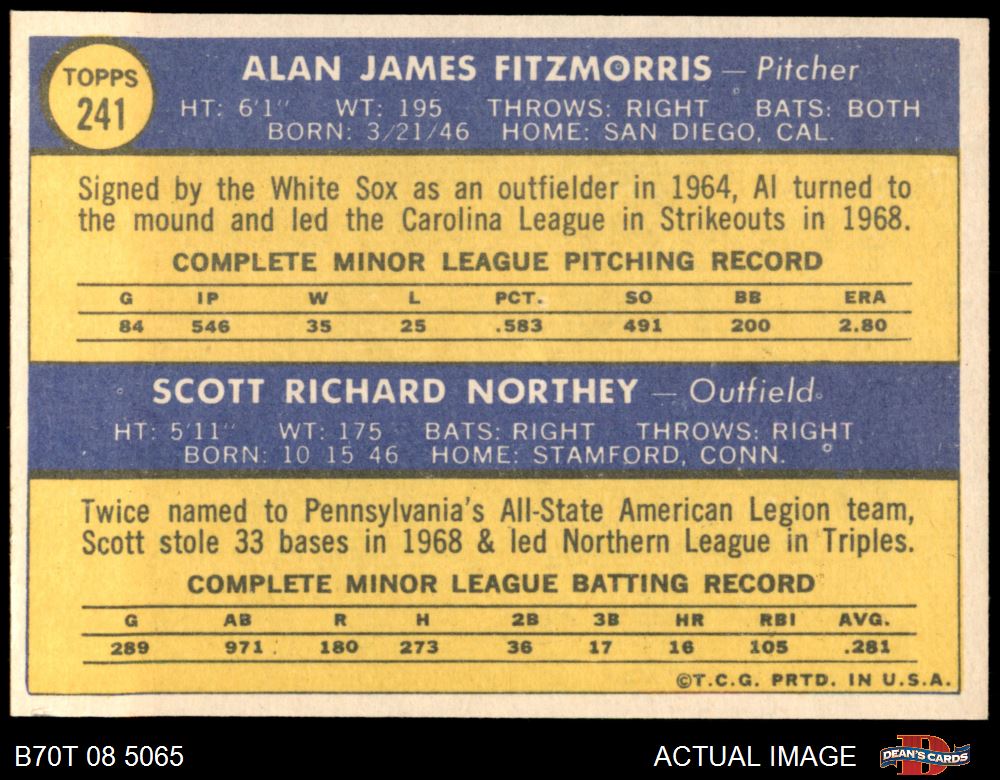 TOPPS
241
ALAN JAMES FITZMORRIS — Pitcher
HT: 6'1" WT: 195 THROWS: RIGHT BATS: BOTH
BORN: 3/21/46 HOME: SAN DIEGO, CAL.
Signed by the White Sox as an outfielder in 1964, Al turned to
the mound and led the Carolina League in Strikeouts in 1968.
COMPLETE MINOR LEAGUE PITCHING RECORD
G IP W L PCT. SO BB ERA
84 546 35 25 .583 491 200 2.80
SCOTT RICHARD NORTHEY — Outfield
HT: 5'11" WT: 175 BATS: RIGHT THROWS: RIGHT
BORN: 10 15 46 HOME: STAMFORD, CONN.
Twice named to Pennsylvania's All-State American Legion team,
Scott stole 33 bases in 1968 & led Northern League in Triples.
COMPLETE MINOR LEAGUE BATTING RECORD
G AB R H 2B 3B HR RBI AVG.
289 971 180 273 36 17 16 105 .281
©T.C.G. PRTD. IN U.S.A.
B70T 08 5065 ACTUAL IMAGE DEAN'S CARDS